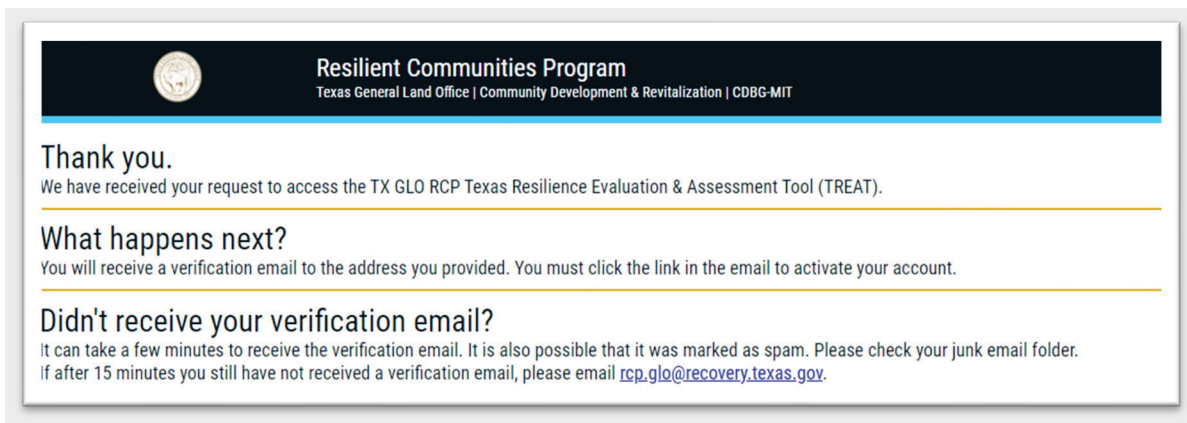 Resilient Communities Program
Texas General Land Office | Community Development & Revitalization | CDBG-MIT
Thank you.
We have received your request to access the TX GLO RCP Texas Resilience Evaluation & Assessment Tool (TREAT).
What happens next?
You will receive a verification email to the address you provided. You must click the link in the email to activate your account.
Didn't receive your verification email?
It can take a few minutes to receive the verification email. It is also possible that it was marked as spam. Please check your junk email folder.
If after 15 minutes you still have not received a verification email, please email rcp.glo@recovery.texas.gov.